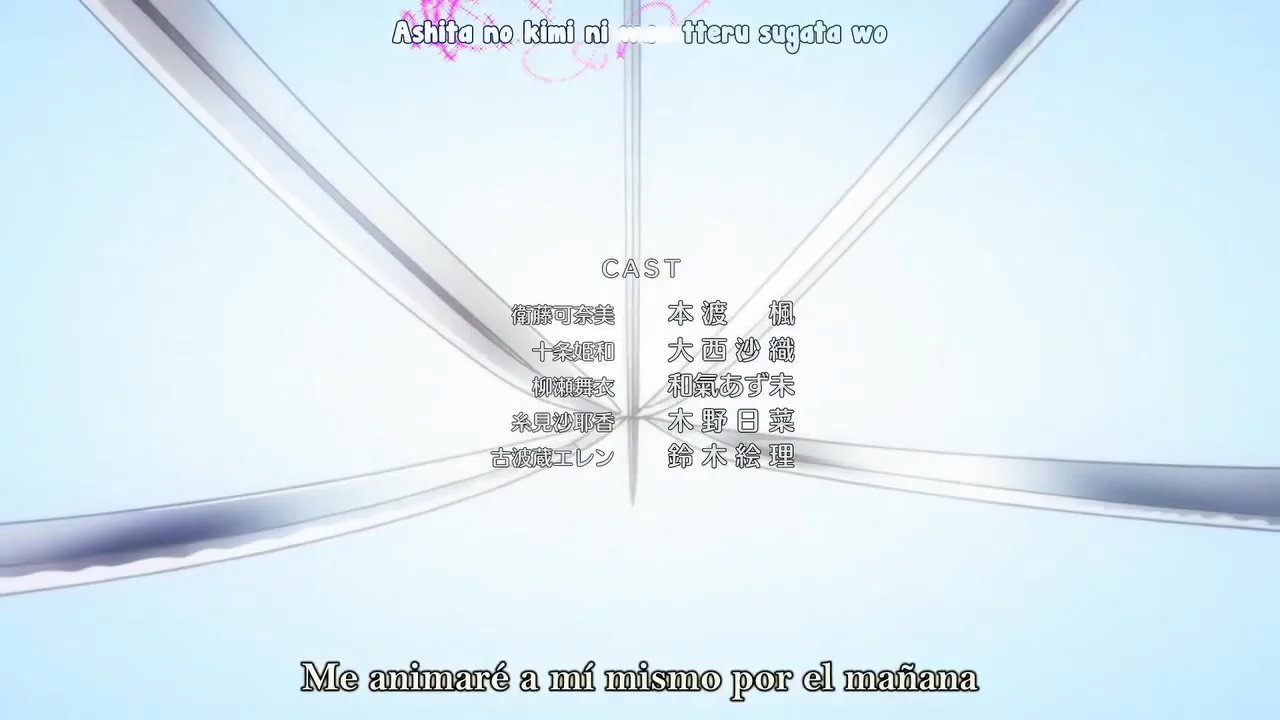 Ashita no kimi ni tteru sugata wo
CAST
衛藤可奈美 本渡 楓
十条姫和 大西沙織
柳瀬舞衣 和氣あず未
糸見沙耶香 木野日菜
古波蔵エレン 鈴木絵理
Me animaré a mí mismo por el mañana